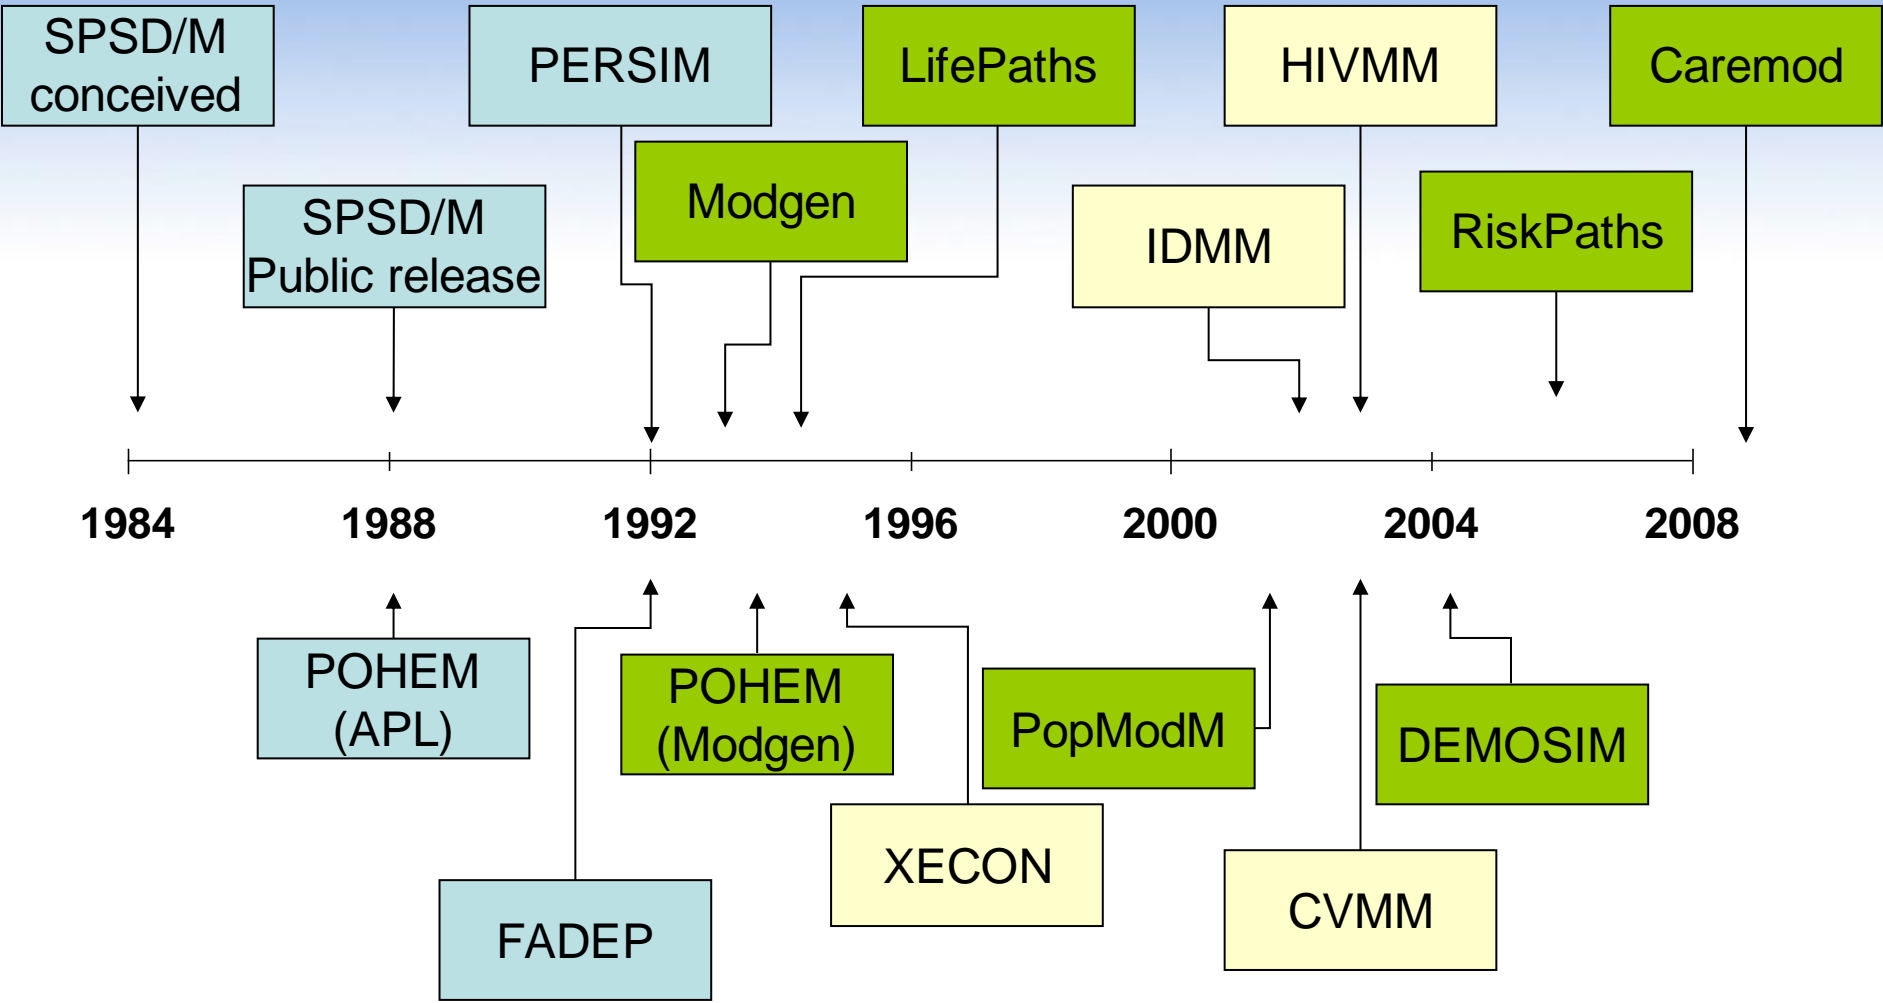 SPSD/M
conceived
PERSIM
LifePaths
HIVMM
Caremod
Modgen
SPSD/M
Public release
IDMM
RiskPaths
1984
1988
1992
1996
2000
2004
2008
POHEM
(APL)
POHEM
(Modgen)
PopModM
DEMOSIM
XECON
CVMM
FADEP